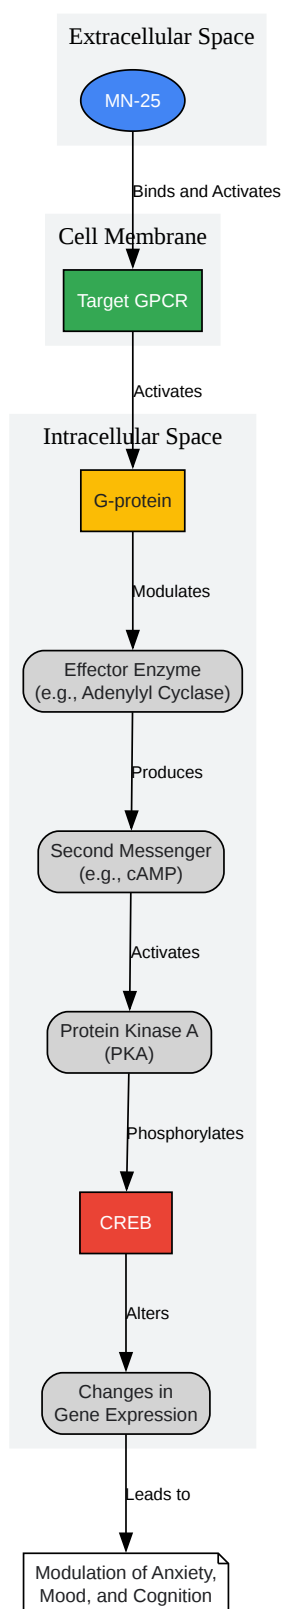 Extracellular Space
MN-25
Binds and Activates
Cell Membrane
Target GPCR
Activates
Intracellular Space
G-protein
Modulates
Effector Enzyme
(e.g., Adenylyl Cyclase)
Produces
Second Messenger
(e.g., cAMP)
Activates
Protein Kinase A
(PKA)
Phosphorylates
CREB
Alters
Changes in
Gene Expression
Leads to
Modulation of Anxiety,
Mood, and Cognition